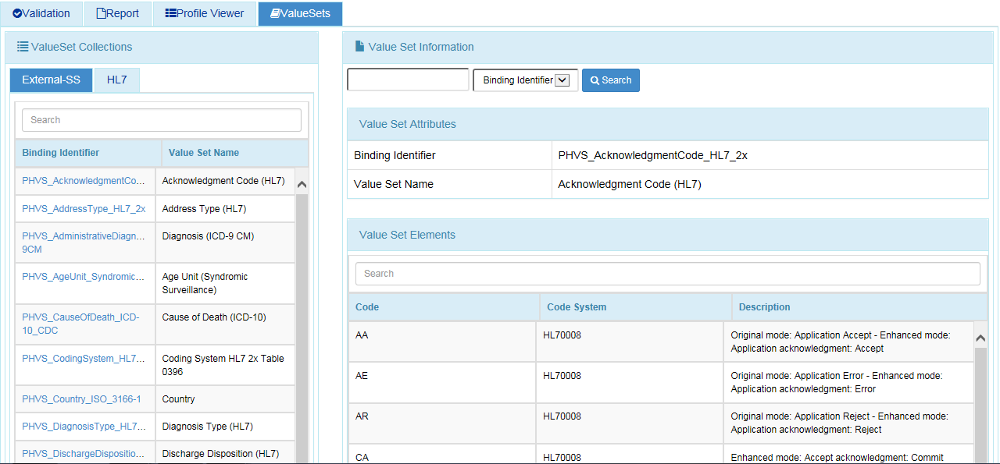 Validation
Report
Profile Viewer
ValueSets
ValueSet Collections
External-SS
HL7
Search
Binding Identifier
Value Set Name
PHVS_AcknowledgmentCo...
Acknowledgment Code (HL7)
PHVS_AddressType_HL7_2x
Address Type (HL7)
PHVS_AdministrativeDiagn...
9CM
Diagnosis (ICD-9 CM)
PHVS_AgeUnit_Syndromic...
Age Unit (Syndromic
Surveillance)
PHVS_CauseOfDeath_ICD-
10_CDC
Cause of Death (ICD-10)
PHVS_CodingSystem_HL7...
Coding System HL7 2x Table
0396
PHVS_Country_ISO_3166-1
Country
PHVS_DiagnosisType_HL7...
Diagnosis Type (HL7)
PHVS_DischargeDispositio...
Discharge Disposition (HL7)
Value Set Information
Binding Identifier
Search
Value Set Attributes
Binding Identifier
PHVS_AcknowledgmentCode_HL7_2x
Value Set Name
Acknowledgment Code (HL7)
Value Set Elements
Search
Code
Code System
Description
AA
HL70008
Original mode: Application Accept - Enhanced mode:
Application acknowledgment: Accept
AE
HL70008
Original mode: Application Error - Enhanced mode:
Application acknowledgment: Error
AR
HL70008
Original mode: Application Reject - Enhanced mode:
Application acknowledgment: Reject
CA
HL70008
Enhanced mode: Accept acknowledgment: Commit